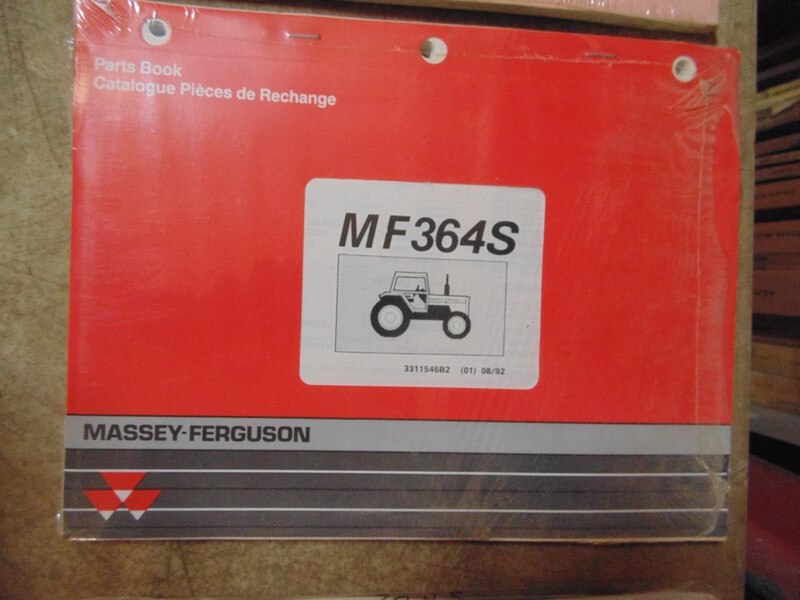 Parts Book
Catalogue Pièces de Rechange
MF364S
3311546B2 (01) 08/92
MASSEY-FERGUSON